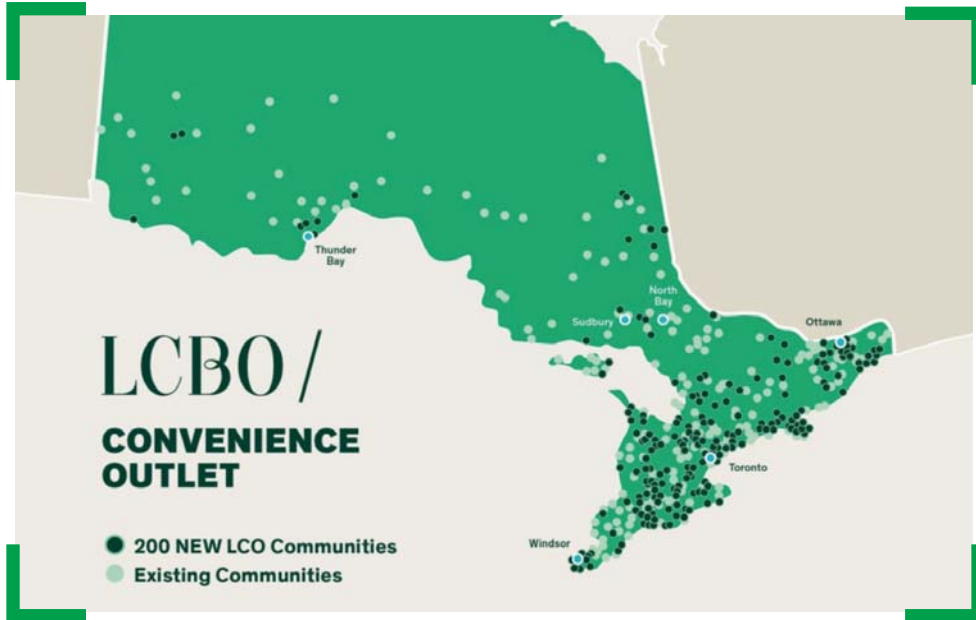 Thunder
Bay
North
Bay
Sudbury
Ottawa
LCBO /
CONVENIENCE
OUTLET
Toronto
Windsor
200 NEW LCO Communities
Existing Communities